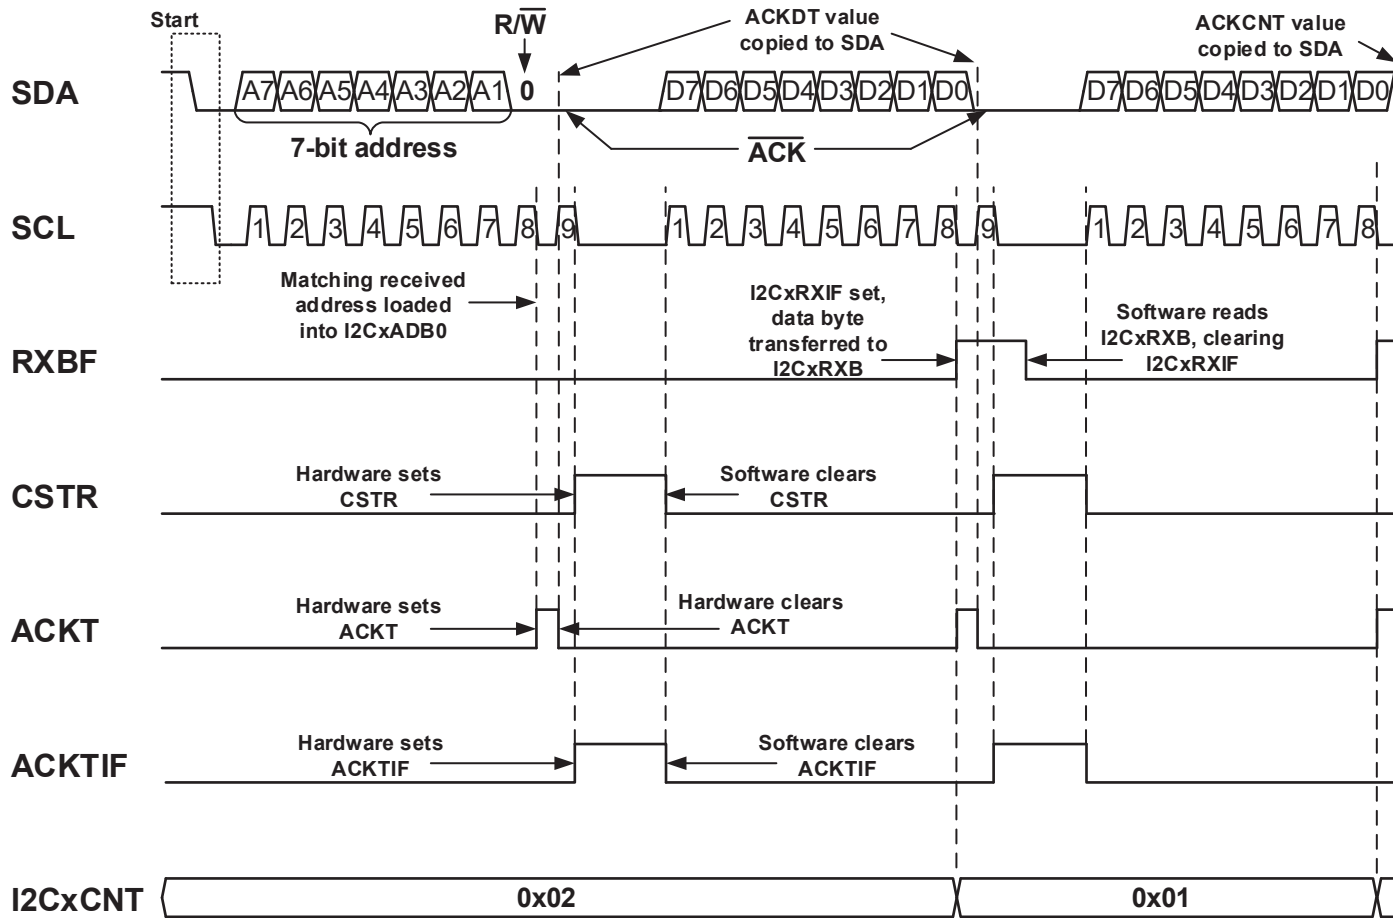 Start
R/W
ACKDT value
copied to SDA
ACKCNT value
copied to SDA
SDA
A7 A6 A5 A4 A3 A2 A1 0
D7 D6 D5 D4 D3 D2 D1 D0
D7 D6 D5 D4 D3 D2 D1 D0
7-bit address
ACK
SCL
1 2 3 4 5 6 7 8 9
1 2 3 4 5 6 7 8 9
1 2 3 4 5 6 7 8
Matching received
address loaded
into I2CxADB0
I2CxRXIF set,
data byte
transferred to
I2CxRXB
Software reads
I2CxRXB, clearing
I2CxRXIF
RXBF
CSTR
Hardware sets
CSTR
Software clears
CSTR
ACKT
Hardware sets
ACKT
Hardware clears
ACKT
ACKTIF
Hardware sets
ACKTIF
Software clears
ACKTIF
I2CxCNT
0x02
0x01